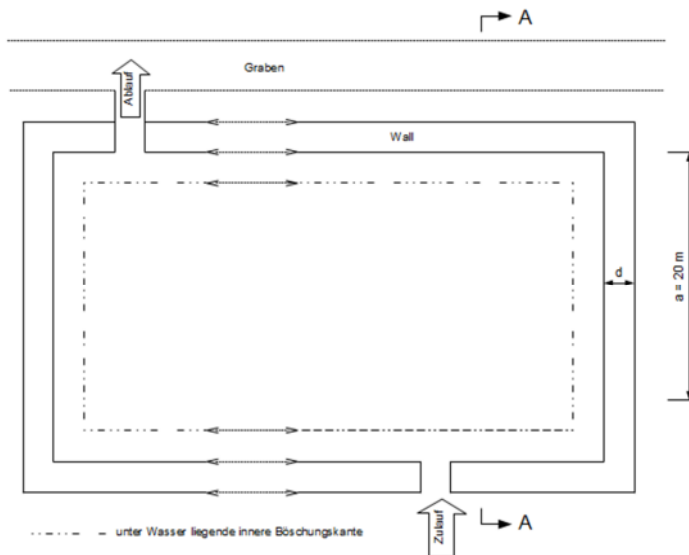 A
Graben
Ablauf
Wall
d.
a = 20 m
Zulauf
A
unter Wasser liegende innere Böschungskante